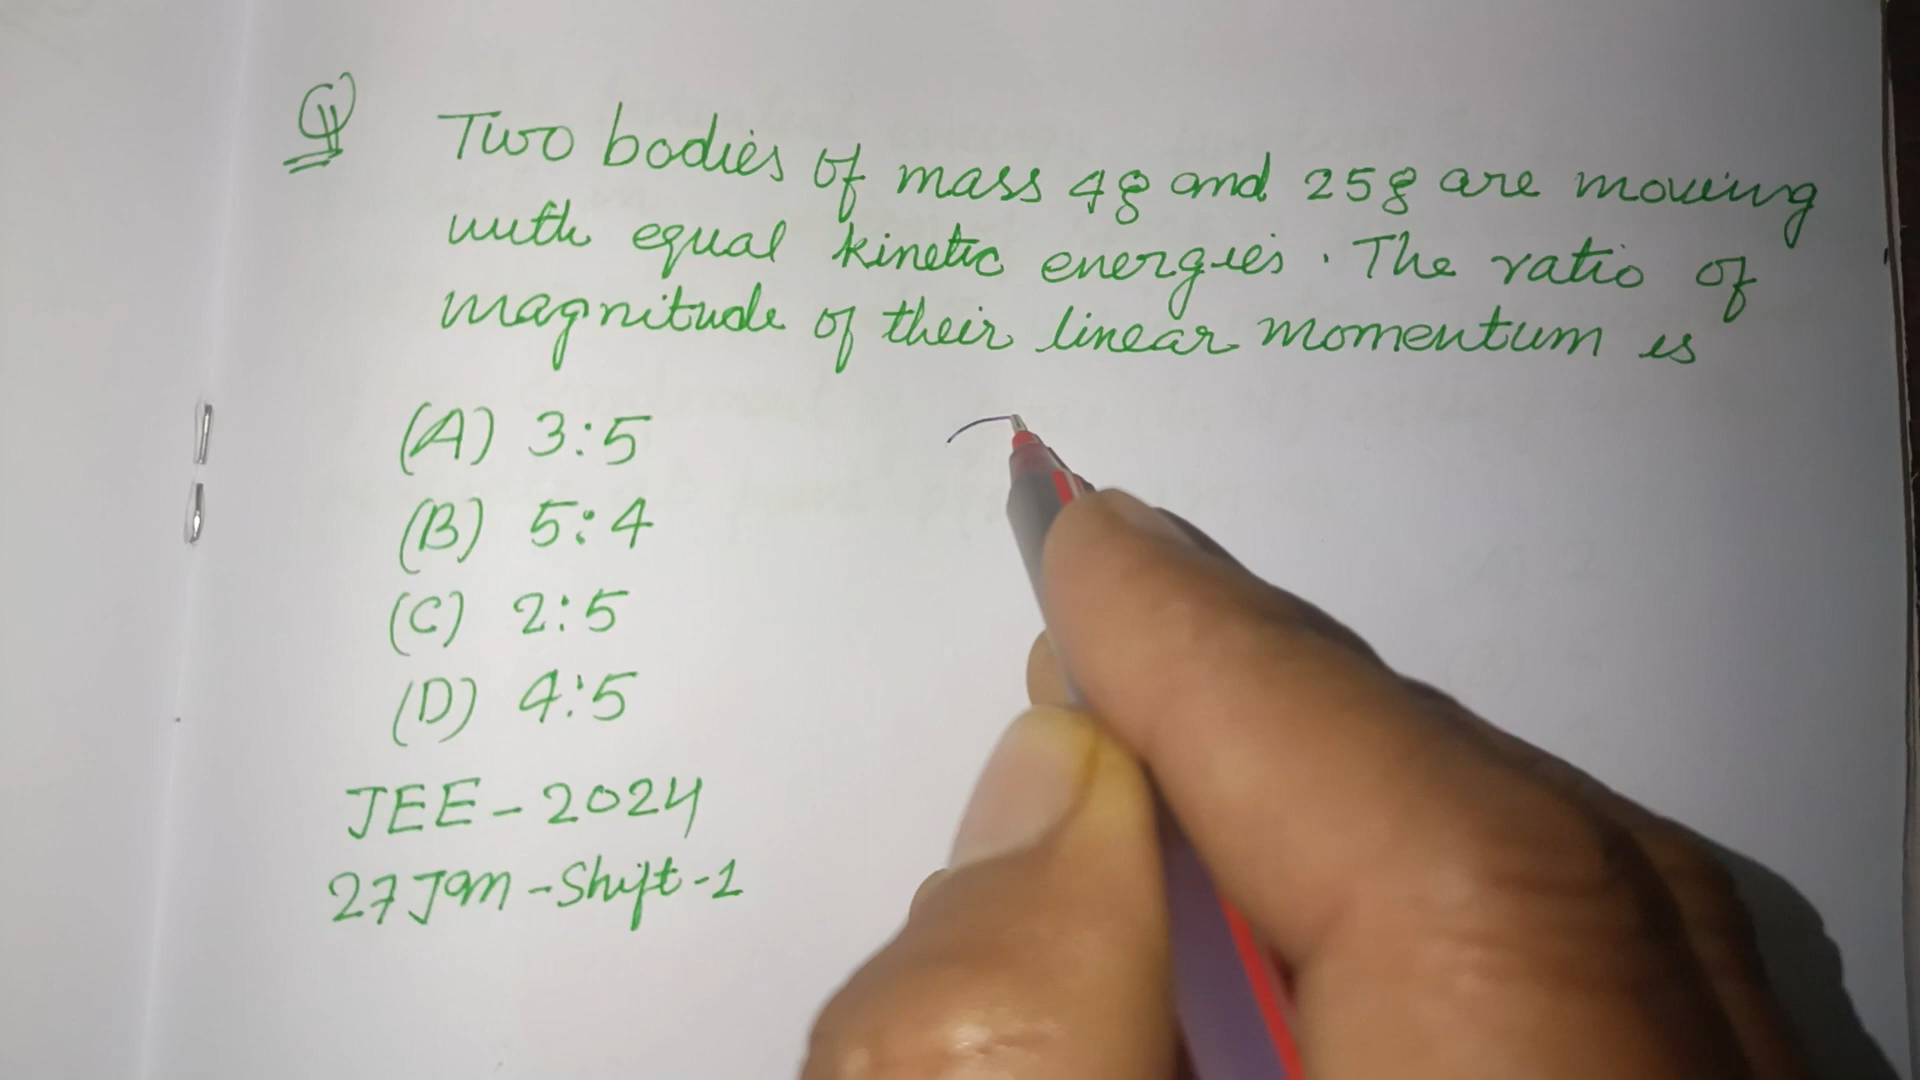 Q
Two bodies of mass 4g and 25g are moving
with equal kinetic energies. The ratio of
magnitude of their linear momentum is
(A) 3:5
(B) 5:4
(C) 2:5
(D) 4:5
JEE-2024
27 Jan-Shift-1